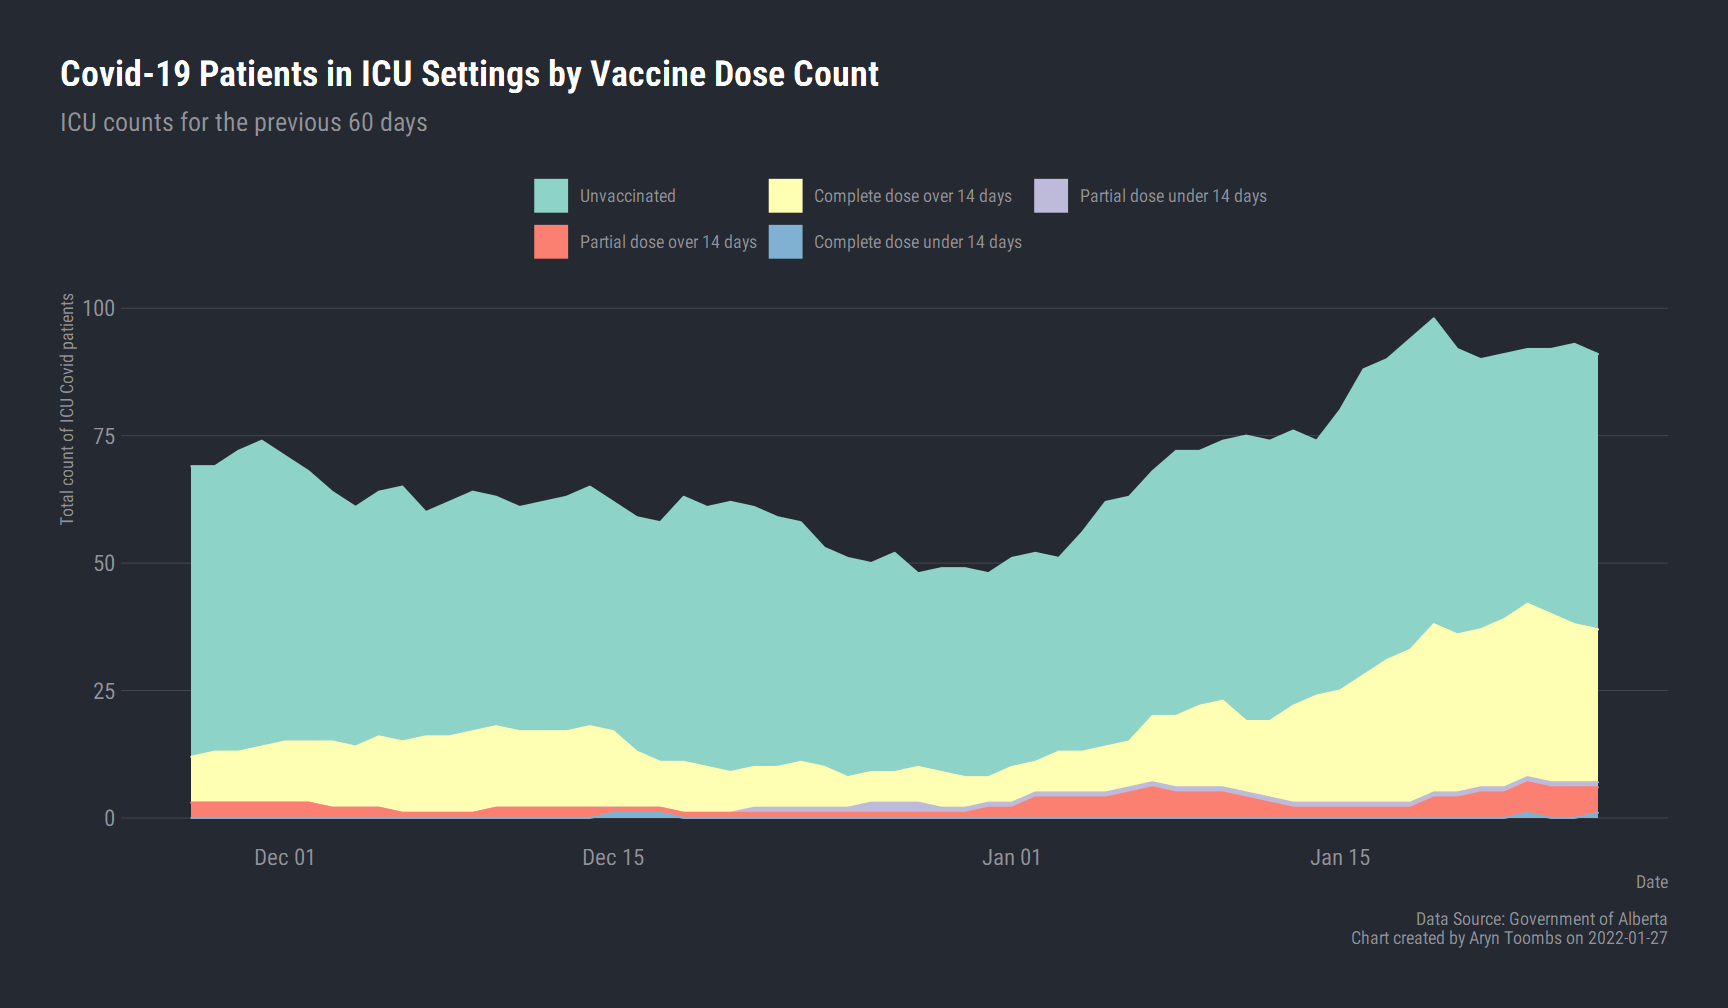 Covid-19 Patients in ICU Settings by Vaccine Dose Count
ICU counts for the previous 60 days
Unvaccinated
Complete dose over 14 days
Partial dose under 14 days
Partial dose over 14 days
Complete dose under 14 days
Total count of ICU Covid patients
100
75
50
25
0
Dec 01
Dec 15
Jan 01
Jan 15
Date
Data Source: Government of Alberta
Chart created by Aryn Toombs on 2022-01-27